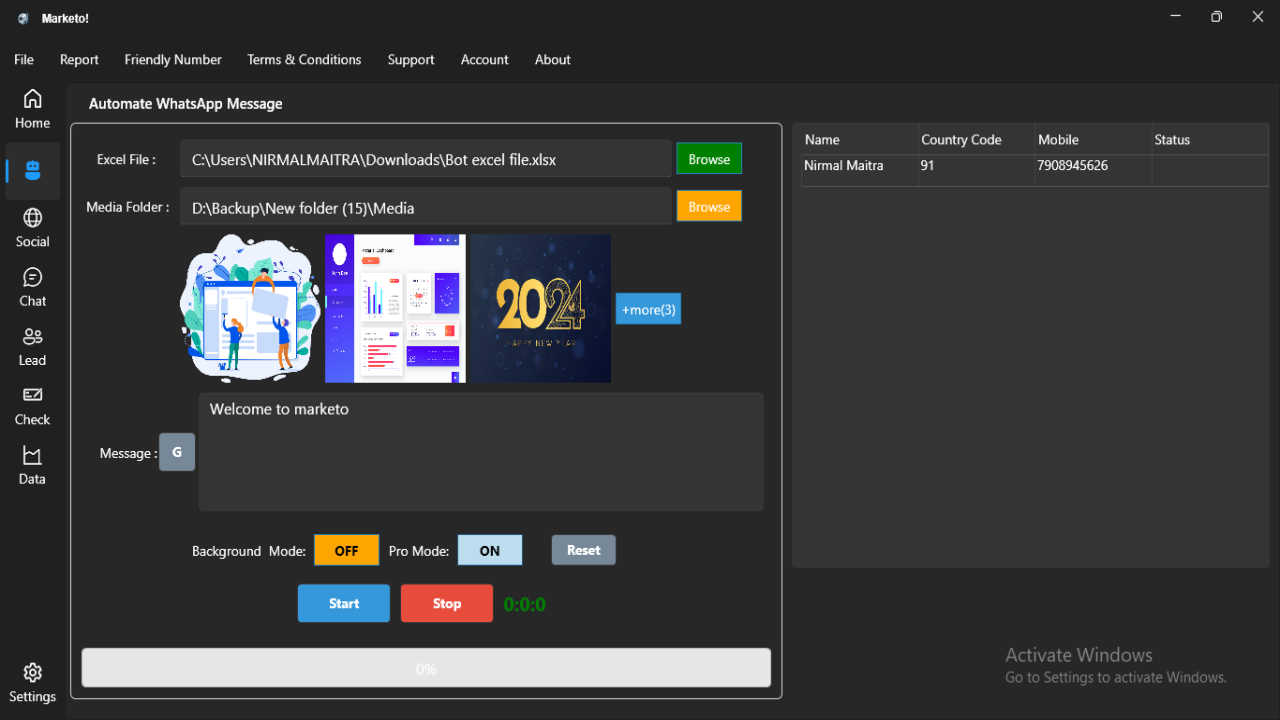 Marketo!
File Report Friendly Number Terms & Conditions Support Account About
Home
Automate WhatsApp Message
Excel File : C:\Users\NIRMALMAITRA\Downloads\Bot excel file.xlsx Browse
Media Folder : D:\Backup\New folder (15)\Media Browse
2024
HAPPY NEW YEAR
+more(3)
Welcome to marketo
Message : G
Background Mode: OFF Pro Mode: ON Reset
Start Stop 0:0:0
0%
Social
Chat
Lead
Check
Data
Settings
Name Country Code Mobile Status
Nirmal Maitra 91 7908945626
Activate Windows
Go to Settings to activate Windows.